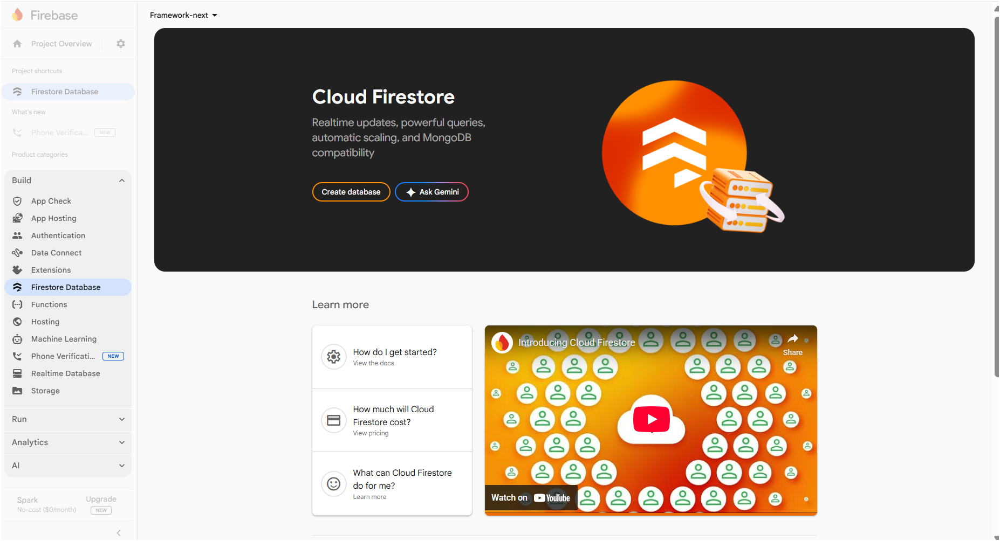 Firebase
Framework-next
Project Overview
Project shortcuts
Firestore Database
What's new
Phone Verifica... NEW
Product categories
Build
App Check
App Hosting
Authentication
Data Connect
Extensions
Firestore Database
Functions
Hosting
Machine Learning
Phone Verificati... NEW
Realtime Database
Storage
Run
Analytics
AI
Spark
No-cost ($0/month)
Upgrade
NEW
Cloud Firestore
Realtime updates, powerful queries,
automatic scaling, and MongoDB
compatibility
Create database
Ask Gemini
Learn more
How do I get started?
View the docs
How much will Cloud
Firestore cost?
View pricing
What can Cloud Firestore
do for me?
Learn more
Introducing Cloud Firestore
Share
Watch on YouTube